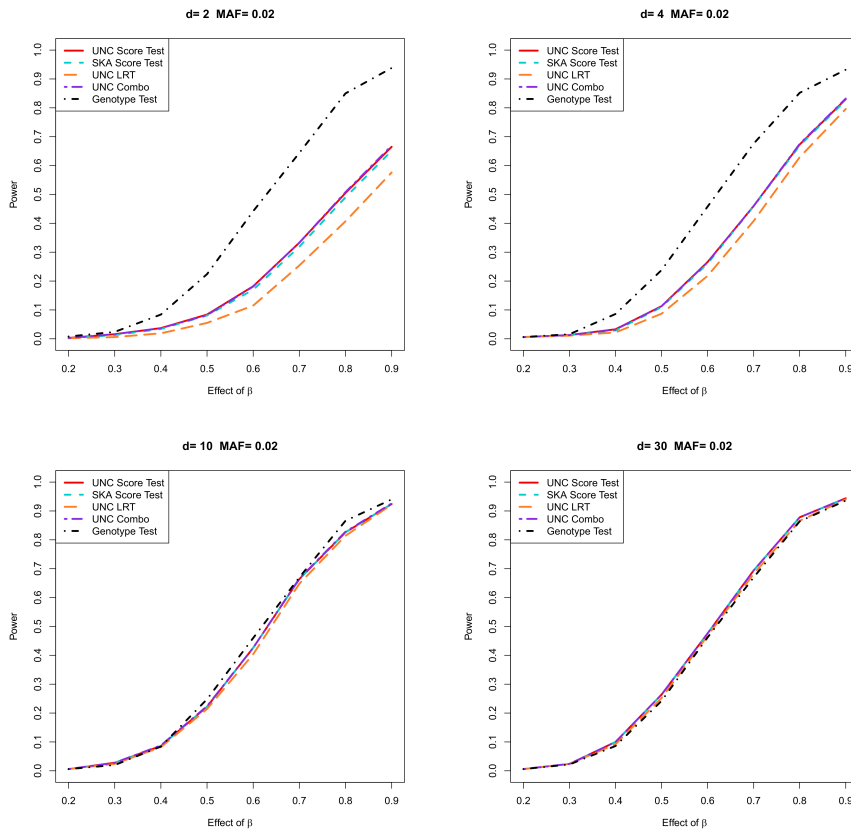 d= 2 MAF= 0.02
UNC Score Test
SKA Score Test
UNC LRT
UNC Combo
Genotype Test
Power
0.0 0.1 0.2 0.3 0.4 0.5 0.6 0.7 0.8 0.9 1.0
0.2 0.3 0.4 0.5 0.6 0.7 0.8 0.9
Effect of β
d= 4 MAF= 0.02
UNC Score Test
SKA Score Test
UNC LRT
UNC Combo
Genotype Test
Power
0.0 0.1 0.2 0.3 0.4 0.5 0.6 0.7 0.8 0.9 1.0
0.2 0.3 0.4 0.5 0.6 0.7 0.8 0.9
Effect of β
d= 10 MAF= 0.02
UNC Score Test
SKA Score Test
UNC LRT
UNC Combo
Genotype Test
Power
0.0 0.1 0.2 0.3 0.4 0.5 0.6 0.7 0.8 0.9 1.0
0.2 0.3 0.4 0.5 0.6 0.7 0.8 0.9
Effect of β
d= 30 MAF= 0.02
UNC Score Test
SKA Score Test
UNC LRT
UNC Combo
Genotype Test
Power
0.0 0.1 0.2 0.3 0.4 0.5 0.6 0.7 0.8 0.9 1.0
0.2 0.3 0.4 0.5 0.6 0.7 0.8 0.9
Effect of β